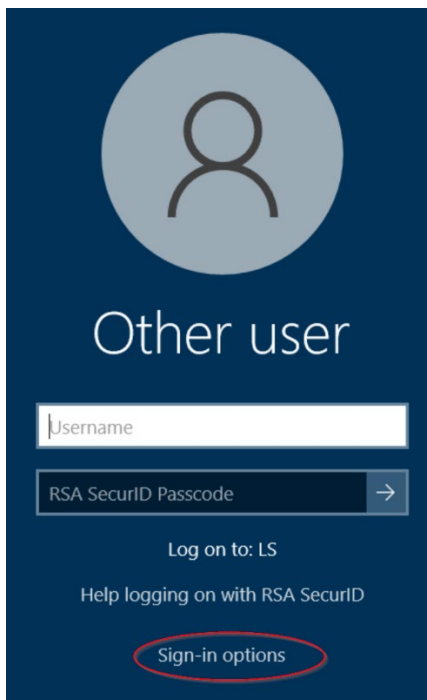 Other user
Username
RSA SecurID Passcode
Log on to: LS
Help logging on with RSA SecurID
Sign-in options